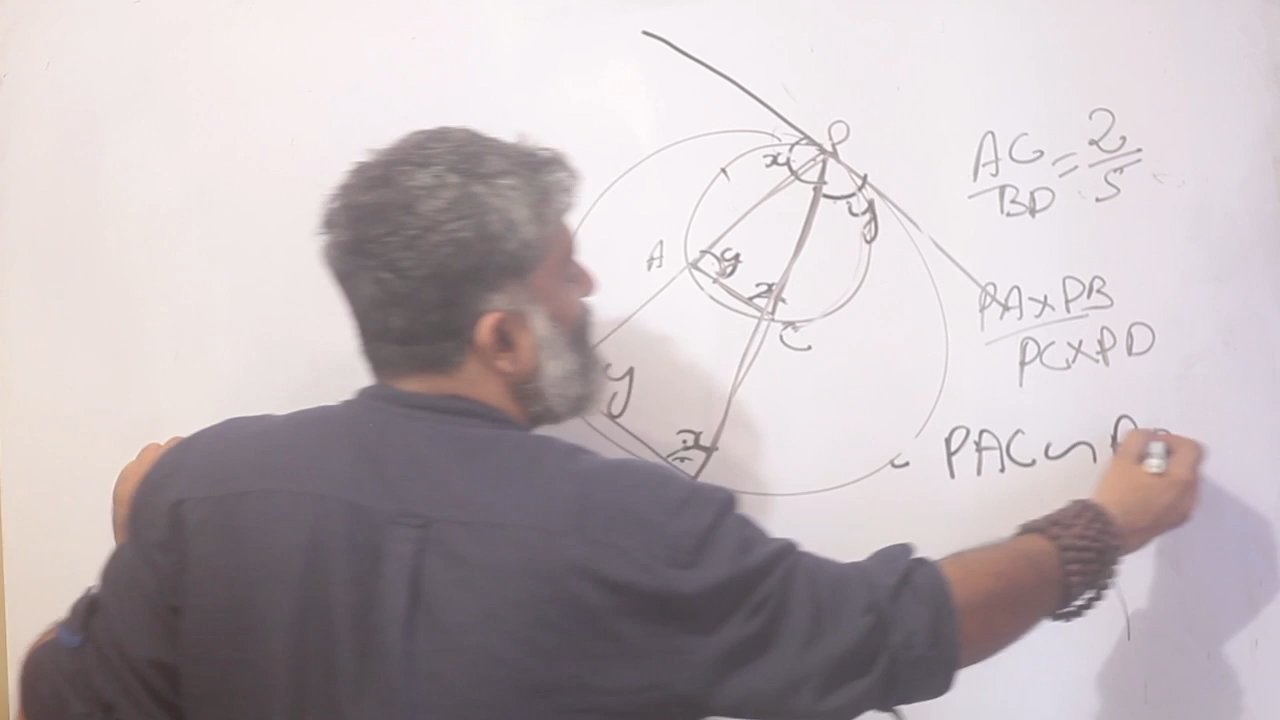 P
x
y
A
y
x
C
y
x
AC/BD = 2/5
PA×PB/PC×PD
PAC ~